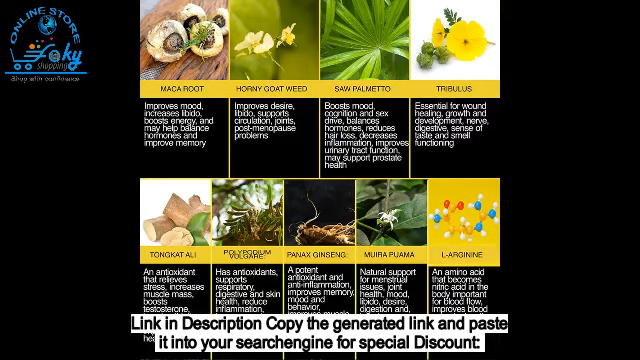 ONLINE STORE
Foky
shopping
Shop with confidence
MACA ROOT
HORNY GOAT WEED
SAW PALMETTO
TRIBULUS
Improves mood,
increases libido,
boosts energy, and
may help balance
hormones and
improve memory
Improves desire,
libido, supports
circulation, joints,
post-menopause
problems
Boosts mood,
cognition and sex
drive, balances
hormones, reduces
hair loss, decreases
inflammation, improves
urinary tract function,
may support prostate
health
Essential for wound
healing, growth and
development, nerve,
digestive, sense of
taste and smell
functioning
TONGKAT ALI
POLYPODIUM
VULGARE
PANAX GINSENG:
MUIRA PUAMA
L-ARGININE
An antioxidant
that relieves
stress, increases
muscle mass,
boosts
testosterone,
Has antioxidants,
supports
respiratory,
digestive and skin
health, reduce
inflammation,
A potent
antioxidant and
anti-inflammation,
improves memory,
mood and
behavior,
Natural support
for menstrual
issues, joint
health, mood,
libido, desire,
digestion and,
An amino acid
that becomes
nitric acid in the
body important
for blood flow,
improves blood
Link in Description Copy the generated link and paste
it into your searchengine for special Discount: